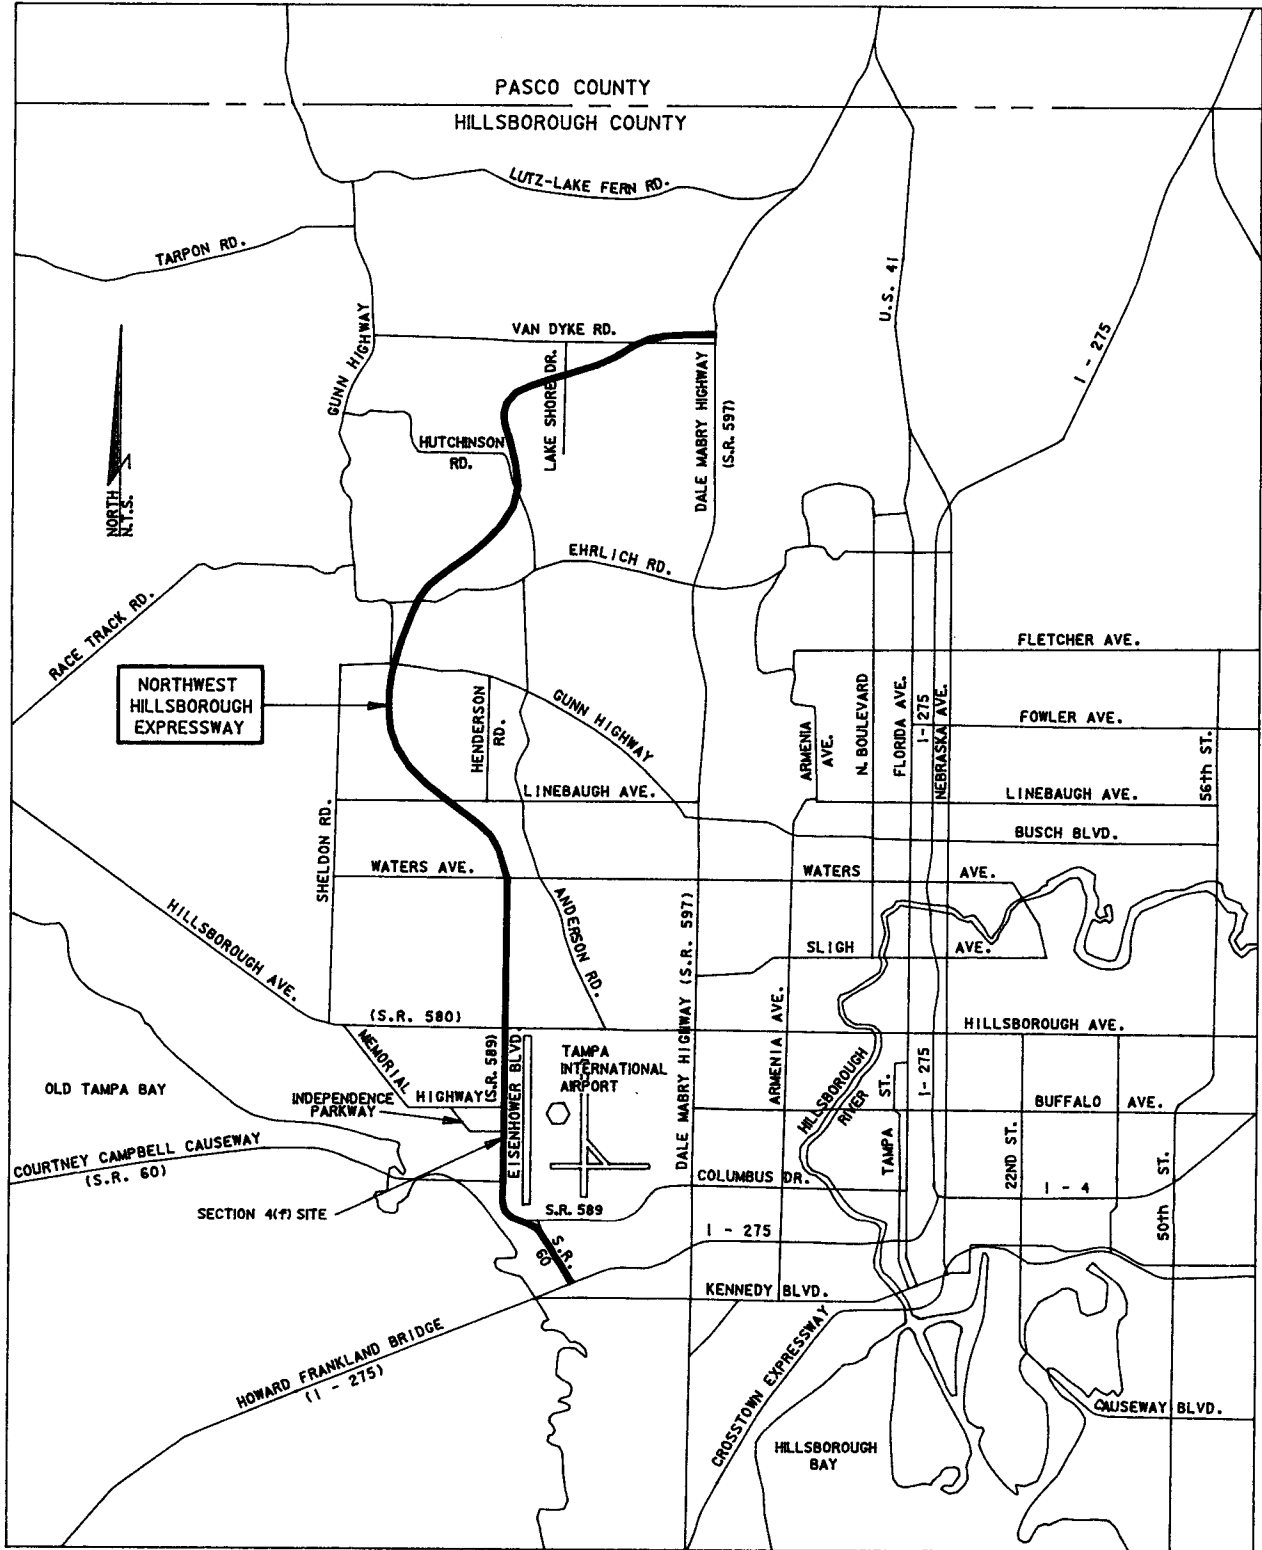 PASCO COUNTY
HILLSBOROUGH COUNTY
LUTZ-LAKE FERN RD.
TARPON RD.
U.S. 41
I - 275
GUNN HIGHWAY
VAN DYKE RD.
LAKE SHORE DR.
DALE MABRY HIGHWAY
(S.R. 597)
HUTCHINSON
RD.
NORTH
N.T.S.
EHRLICH RD.
RACE TRACK RD.
FLETCHER AVE.
NORTHWEST
HILLSBOROUGH
EXPRESSWAY
HENDERSON
RD.
GUNN HIGHWAY
ARMENIA
AVE.
N. BOULEVARD
FLORIDA AVE.
I-275
NEBRASKA AVE.
FOWLER AVE.
56th ST.
LINEBAUGH AVE.
LINEBAUGH AVE.
BUSCH BLVD.
SHELDON RD.
WATERS AVE.
WATERS AVE.
HILLSBOROUGH AVE.
ANDERSON RD.
DALE MABRY HIGHWAY (S.R. 597)
SLIGH AVE.
(S.R. 580)
HILLSBOROUGH AVE.
MEMORIAL
HIGHWAY
(S.R. 589)
EISENHOWER BLVD.
TAMPA
INTERNATIONAL
AIRPORT
ARMENIA AVE.
HILLSBOROUGH
RIVER
TAMPA ST.
I - 275
OLD TAMPA BAY
INDEPENDENCE
PARKWAY
BUFFALO AVE.
22ND ST.
50th ST.
COURTNEY CAMPBELL CAUSEWAY
(S.R. 60)
COLUMBUS DR.
I - 4
SECTION 4(f) SITE
S.R. 589
S.R.
60
I - 275
KENNEDY BLVD.
HOWARD FRANKLAND BRIDGE
(I - 275)
CROSSTOWN EXPRESSWAY
CAUSEWAY BLVD.
HILLSBOROUGH
BAY